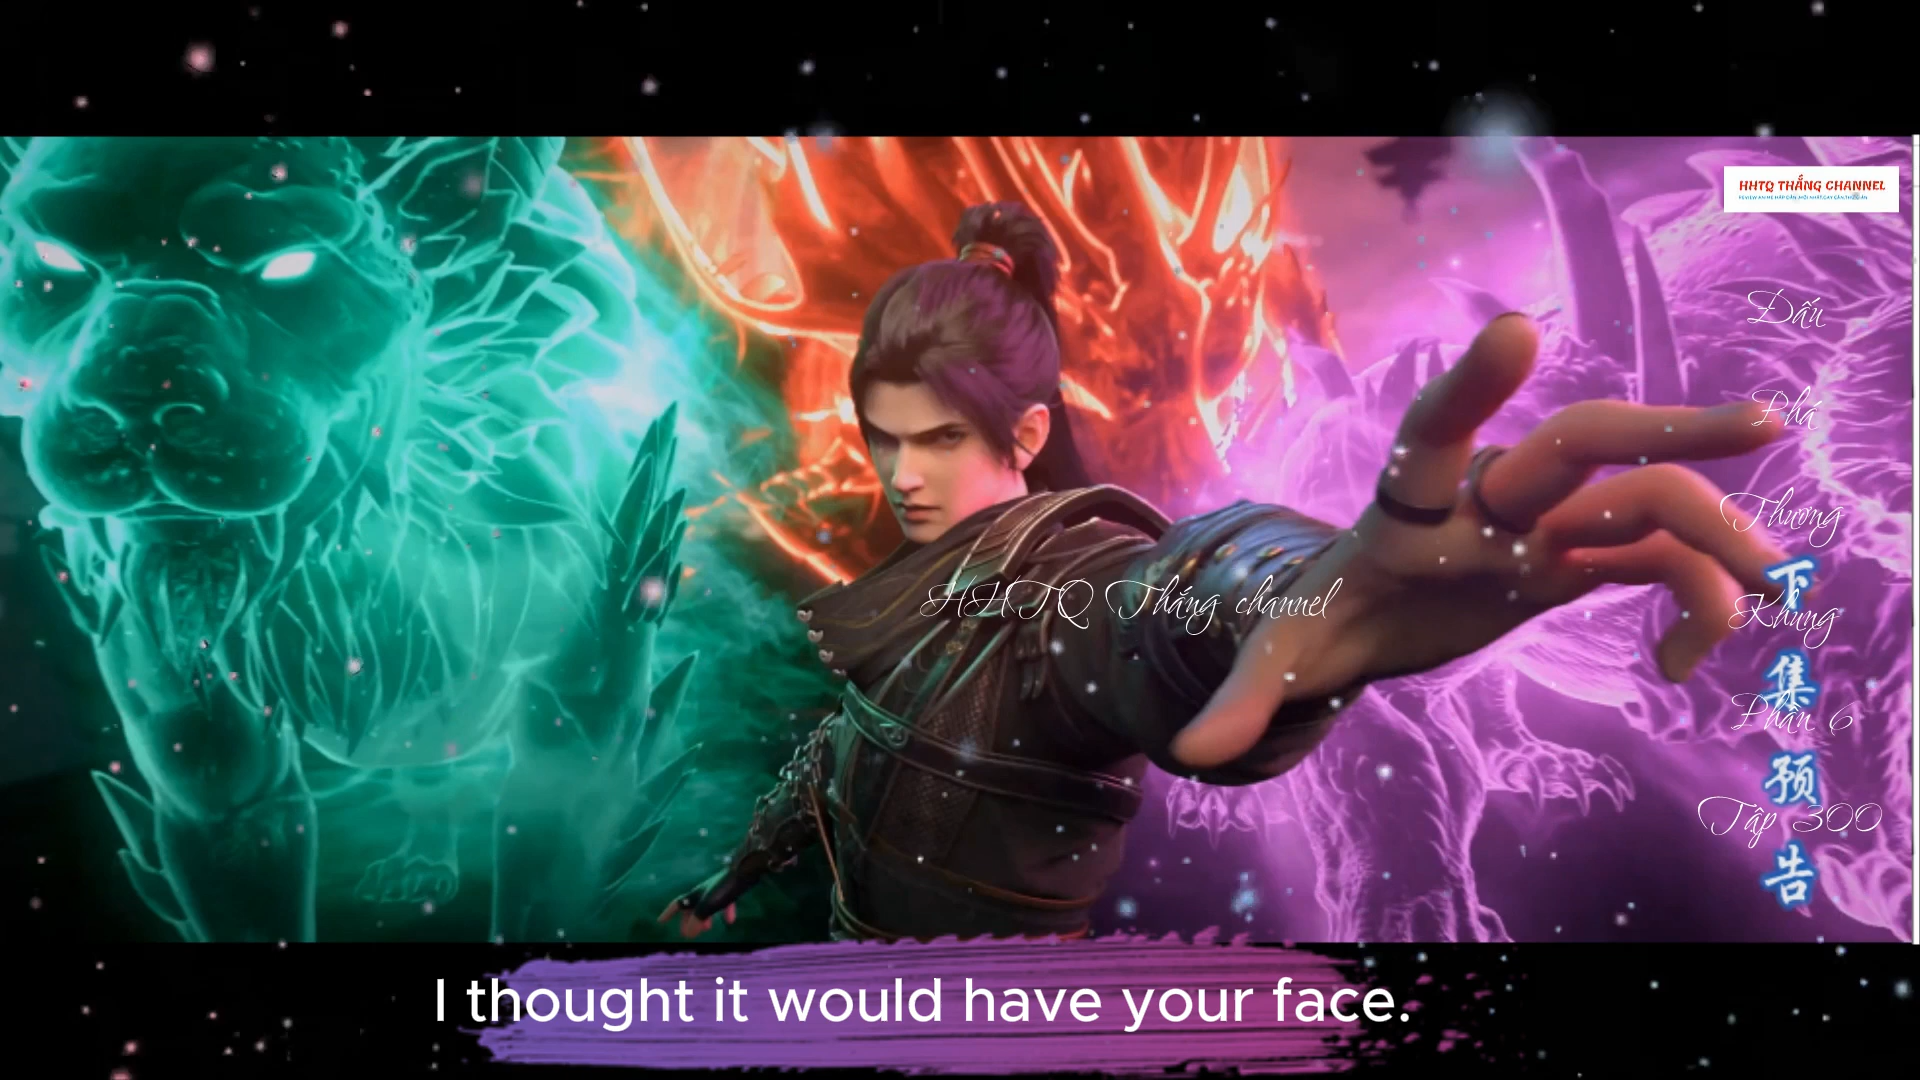 HHTQ THẮNG CHANNEL
Đấu
Phá
Thương
Khung
Phần 6
Tập 300
下集预告
HHTQ Thắng channel
I thought it would have your face.